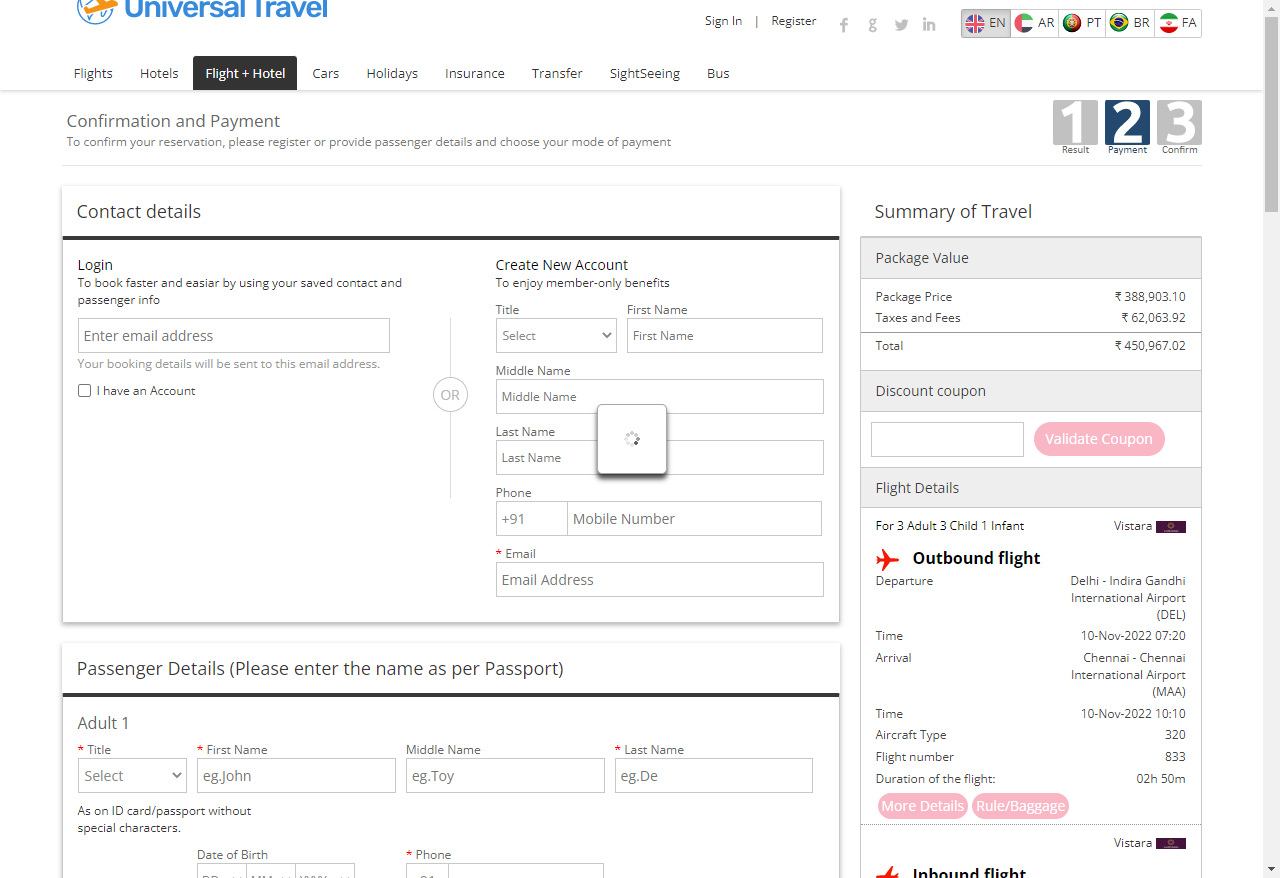 Universal Travel
Sign In | Register
EN AR PT BR FA
Flights Hotels Flight + Hotel Cars Holidays Insurance Transfer SightSeeing Bus
Confirmation and Payment
To confirm your reservation, please register or provide passenger details and choose your mode of payment
1 2 3
Result Payment Confirm
Contact details
Login
To book faster and easiar by using your saved contact and
passenger info
Enter email address
Your booking details will be sent to this email address.
I have an Account
OR
Create New Account
To enjoy member-only benefits
Title First Name
Select First Name
Middle Name
Middle Name
Last Name
Last Name
Phone
+91 Mobile Number
* Email
Email Address
Passenger Details (Please enter the name as per Passport)
Adult 1
* Title * First Name Middle Name * Last Name
Select eg.John eg.Toy eg.De
As on ID card/passport without
special characters.
Date of Birth * Phone
Summary of Travel
Package Value
Package Price ₹ 388,903.10
Taxes and Fees ₹ 62,063.92
Total ₹ 450,967.02
Discount coupon
Validate Coupon
Flight Details
For 3 Adult 3 Child 1 Infant Vistara
Outbound flight
Departure Delhi - Indira Gandhi
International Airport
(DEL)
Time 10-Nov-2022 07:20
Arrival Chennai - Chennai
International Airport
(MAA)
Time 10-Nov-2022 10:10
Aircraft Type 320
Flight number 833
Duration of the flight: 02h 50m
More Details Rule/Baggage
Vistara
Inbound flight